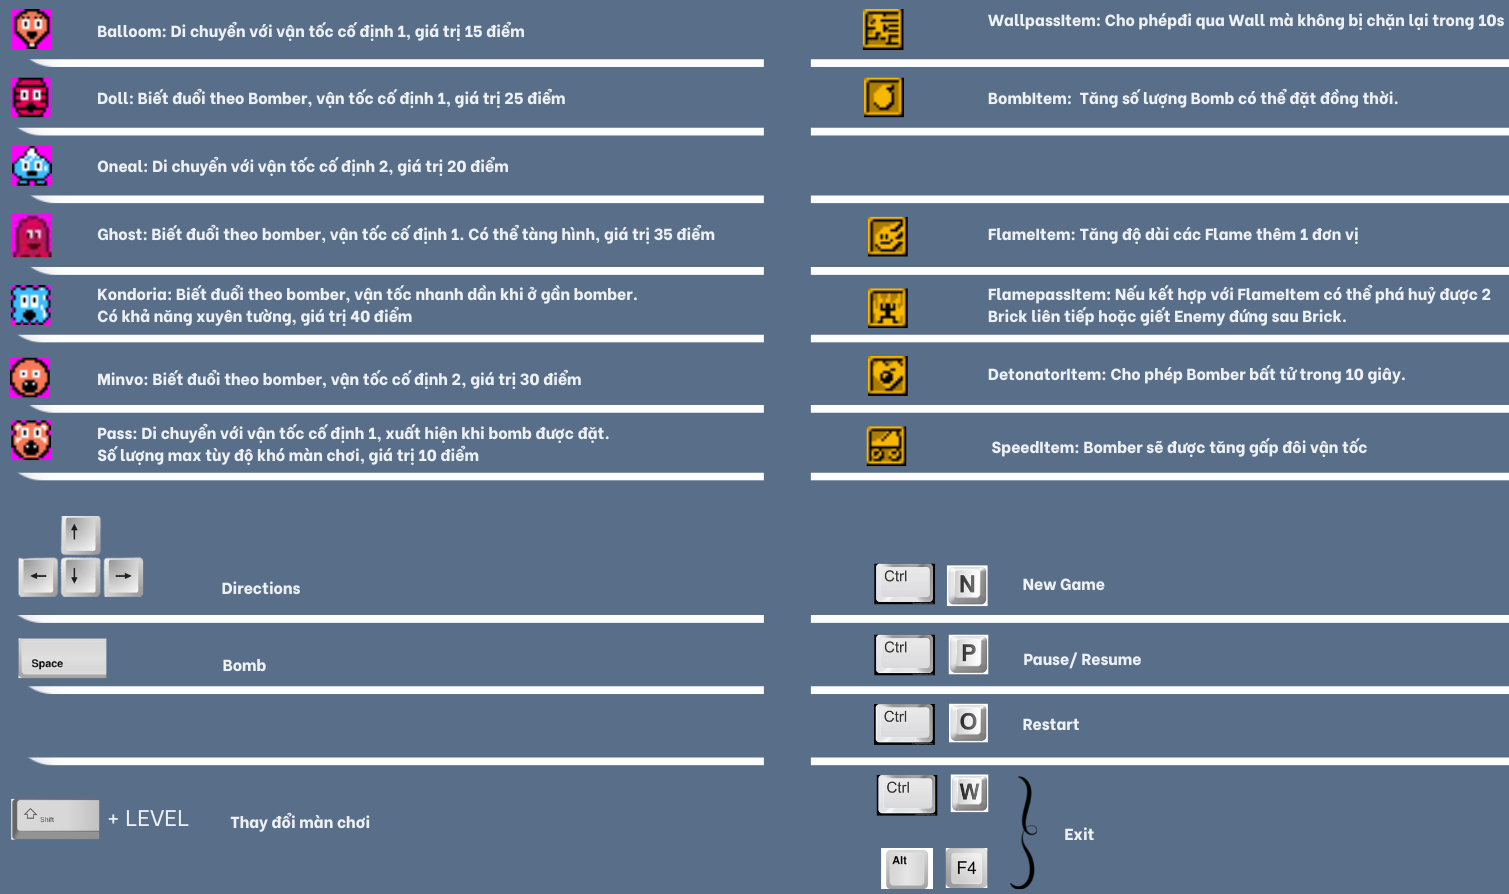 Balloom: Di chuyển với vận tốc cố định 1, giá trị 15 điểm
Doll: Biết đuổi theo Bomber, vận tốc cố định 1, giá trị 25 điểm
Oneal: Di chuyển với vận tốc cố định 2, giá trị 20 điểm
Ghost: Biết đuổi theo bomber, vận tốc cố định 1. Có thể tàng hình, giá trị 35 điểm
Kondoria: Biết đuổi theo bomber, vận tốc nhanh dần khi ở gần bomber.
Có khả năng xuyên tường, giá trị 40 điểm
Minvo: Biết đuổi theo bomber, vận tốc cố định 2, giá trị 30 điểm
Pass: Di chuyển với vận tốc cố định 1, xuất hiện khi bomb được đặt.
Số lượng max tùy độ khó màn chơi, giá trị 10 điểm
WallpassItem: Cho phépđi qua Wall mà không bị chặn lại trong 10s
BombItem: Tăng số lượng Bomb có thể đặt đồng thời.
FlameItem: Tăng độ dài các Flame thêm 1 đơn vị
FlamepassItem: Nếu kết hợp với FlameItem có thể phá huỷ được 2
Brick liên tiếp hoặc giết Enemy đứng sau Brick.
DetonatorItem: Cho phép Bomber bất tử trong 10 giây.
SpeedItem: Bomber sẽ được tăng gấp đôi vận tốc
↑
← ↓ → Directions
Space Bomb
Shift + LEVEL Thay đổi màn chơi
Ctrl N New Game
Ctrl P Pause/ Resume
Ctrl O Restart
Ctrl W
Exit
Alt F4